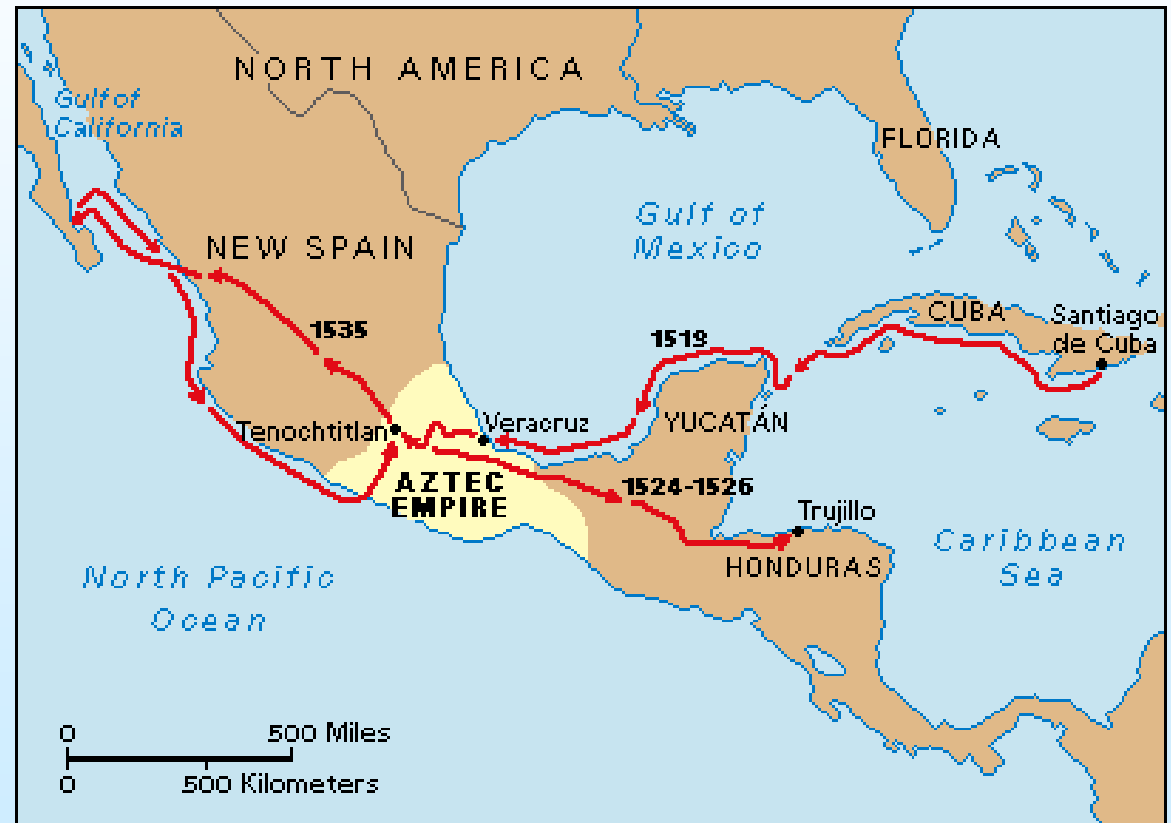 NORTH AMERICA
Gulf of
California
FLORIDA
Gulf of
Mexico
NEW SPAIN
CUBA
Santiago
de Cuba
1535
1519
Tenochtitlan
Veracruz
YUCATÁN
AZTEC
EMPIRE
1524-1526
Trujillo
Caribbean
Sea
HONDURAS
North Pacific
Ocean
0 500 Miles
0 500 Kilometers